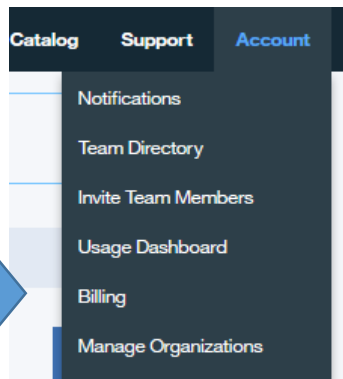 Catalog Support Account
Notifications
Team Directory
Invite Team Members
Usage Dashboard
Billing
Manage Organizations